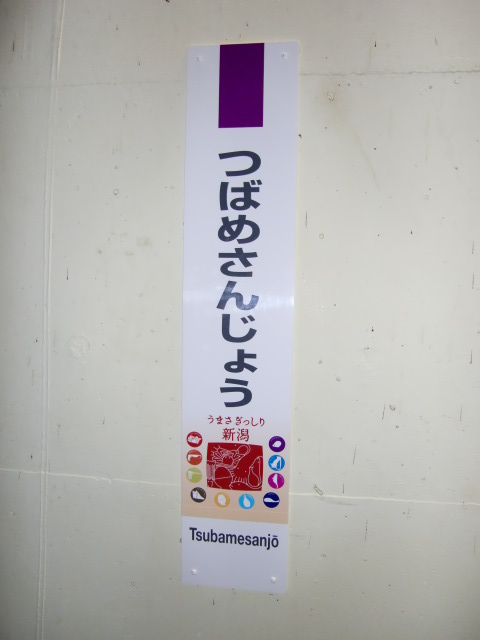 つばめさんじょう
うまさぎっしり
新潟
Tsubamesanjō